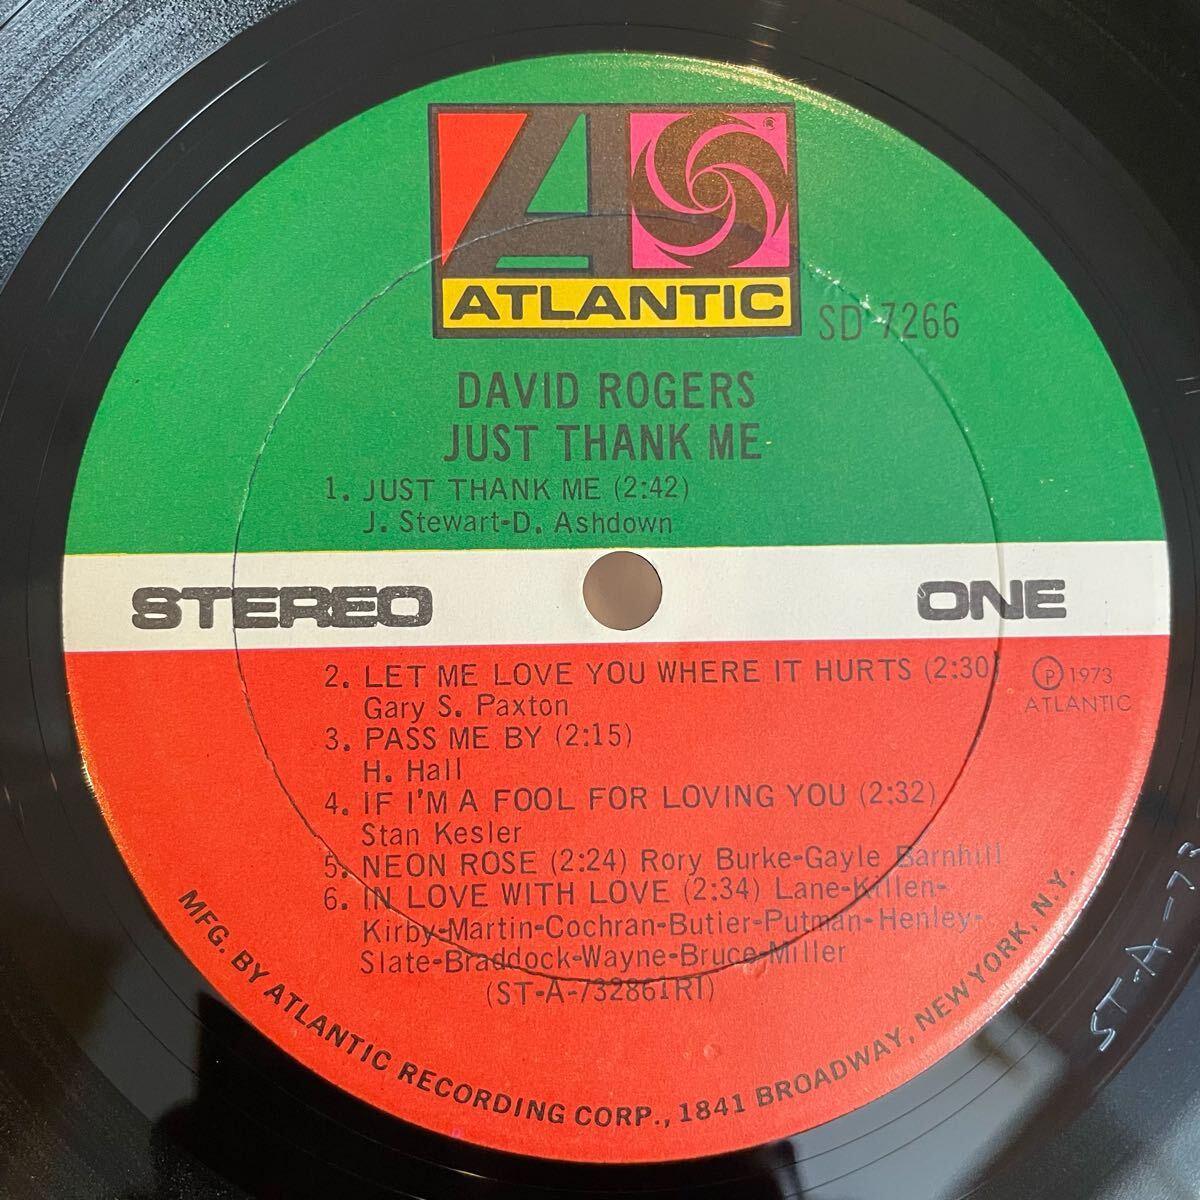 ATLANTIC ®
SD 7266
DAVID ROGERS
JUST THANK ME
1. JUST THANK ME (2:42)
J. Stewart-D. Ashdown
STEREO
ONE
2. LET ME LOVE YOU WHERE IT HURTS (2:30)
Gary S. Paxton
℗ 1973
ATLANTIC
3. PASS ME BY (2:15)
H. Hall
4. IF I'M A FOOL FOR LOVING YOU (2:32)
Stan Kesler
5. NEON ROSE (2:24) Rory Burke-Gayle Barnhill
6. IN LOVE WITH LOVE (2:34) Lane-Killen-
Kirby-Martin-Cochran-Butler-Putman-Henley-
Slate-Braddock-Wayne-Bruce-Miller
(ST-A-732861RI)
MFG. BY ATLANTIC RECORDING CORP., 1841 BROADWAY, NEW YORK, N.Y.
ST-A-73